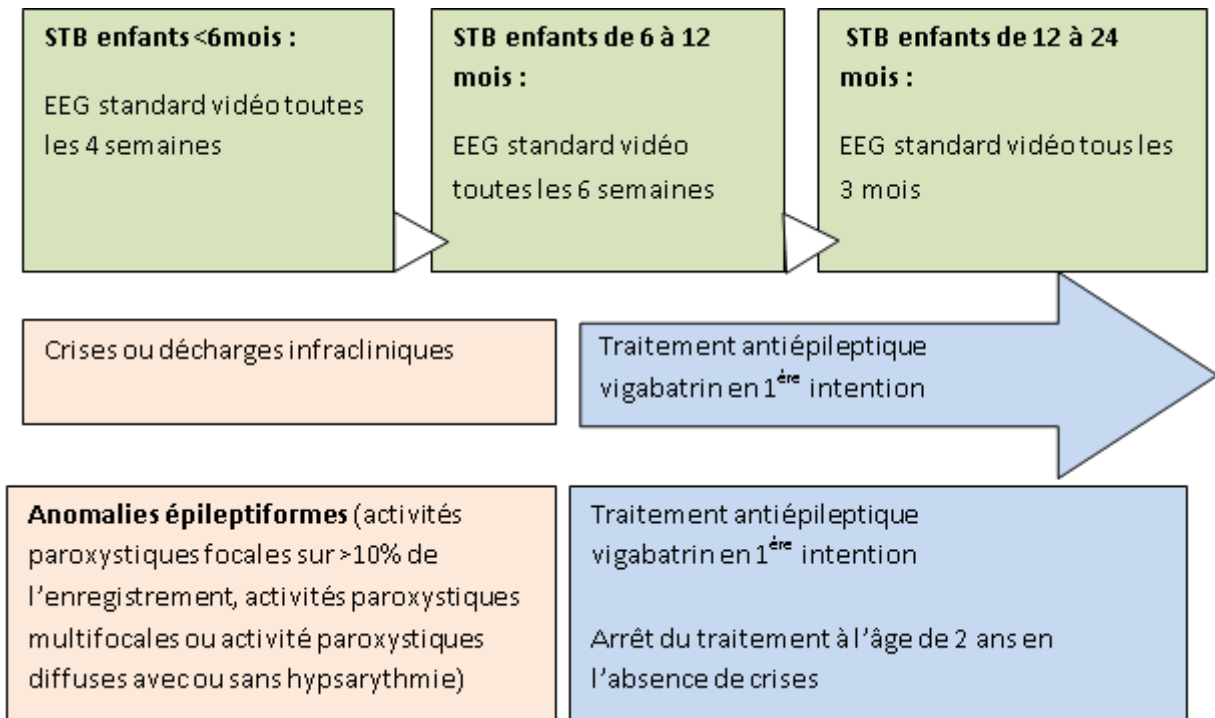 STB enfants <6mois :
EEG standard vidéo toutes
les 4 semaines
STB enfants de 6 à 12
mois :
EEG standard vidéo
toutes les 6 semaines
STB enfants de 12 à 24
mois :
EEG standard vidéo tous les
3 mois
Crises ou décharges infracliniques
Traitement antiépileptique
vigabatrin en 1ère intention
Anomalies épileptiformes (activités
paroxystiques focales sur >10% de
l'enregistrement, activités paroxystiques
multifocales ou activité paroxystiques
diffuses avec ou sans hypsarythmie)
Traitement antiépileptique
vigabatrin en 1ère intention
Arrêt du traitement à l'âge de 2 ans en
l'absence de crises